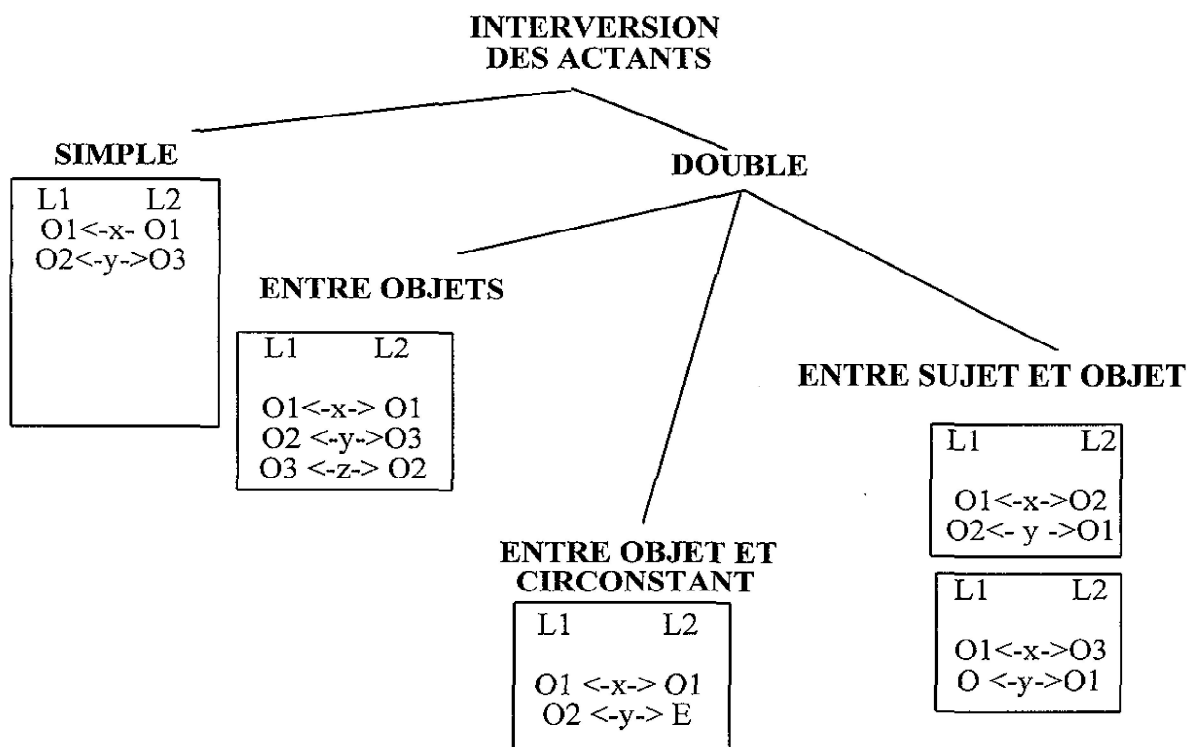 INTERVERSION
DES ACTANTS
SIMPLE
L1 L2
O1<-x- O1
O2<-y->O3
DOUBLE
ENTRE OBJETS
L1 L2
O1<-x-> O1
O2 <-y->O3
O3 <-z-> O2
ENTRE OBJET ET
CIRCONSTANT
L1 L2
O1 <-x-> O1
O2 <-y-> E
ENTRE SUJET ET OBJET
L1 L2
O1<-x->O2
O2<- y ->O1
L1 L2
O1<-x->O3
O <-y->O1